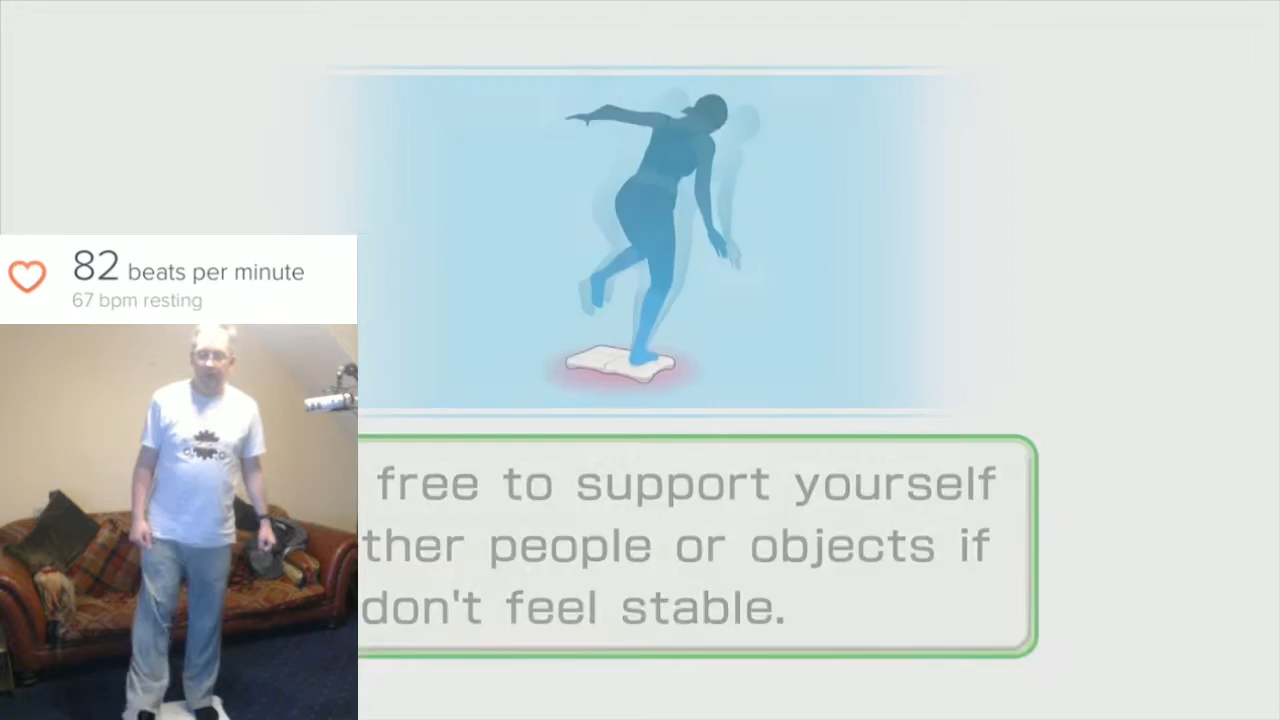 82 beats per minute
67 bpm resting
free to support yourself
ther people or objects if
don't feel stable.